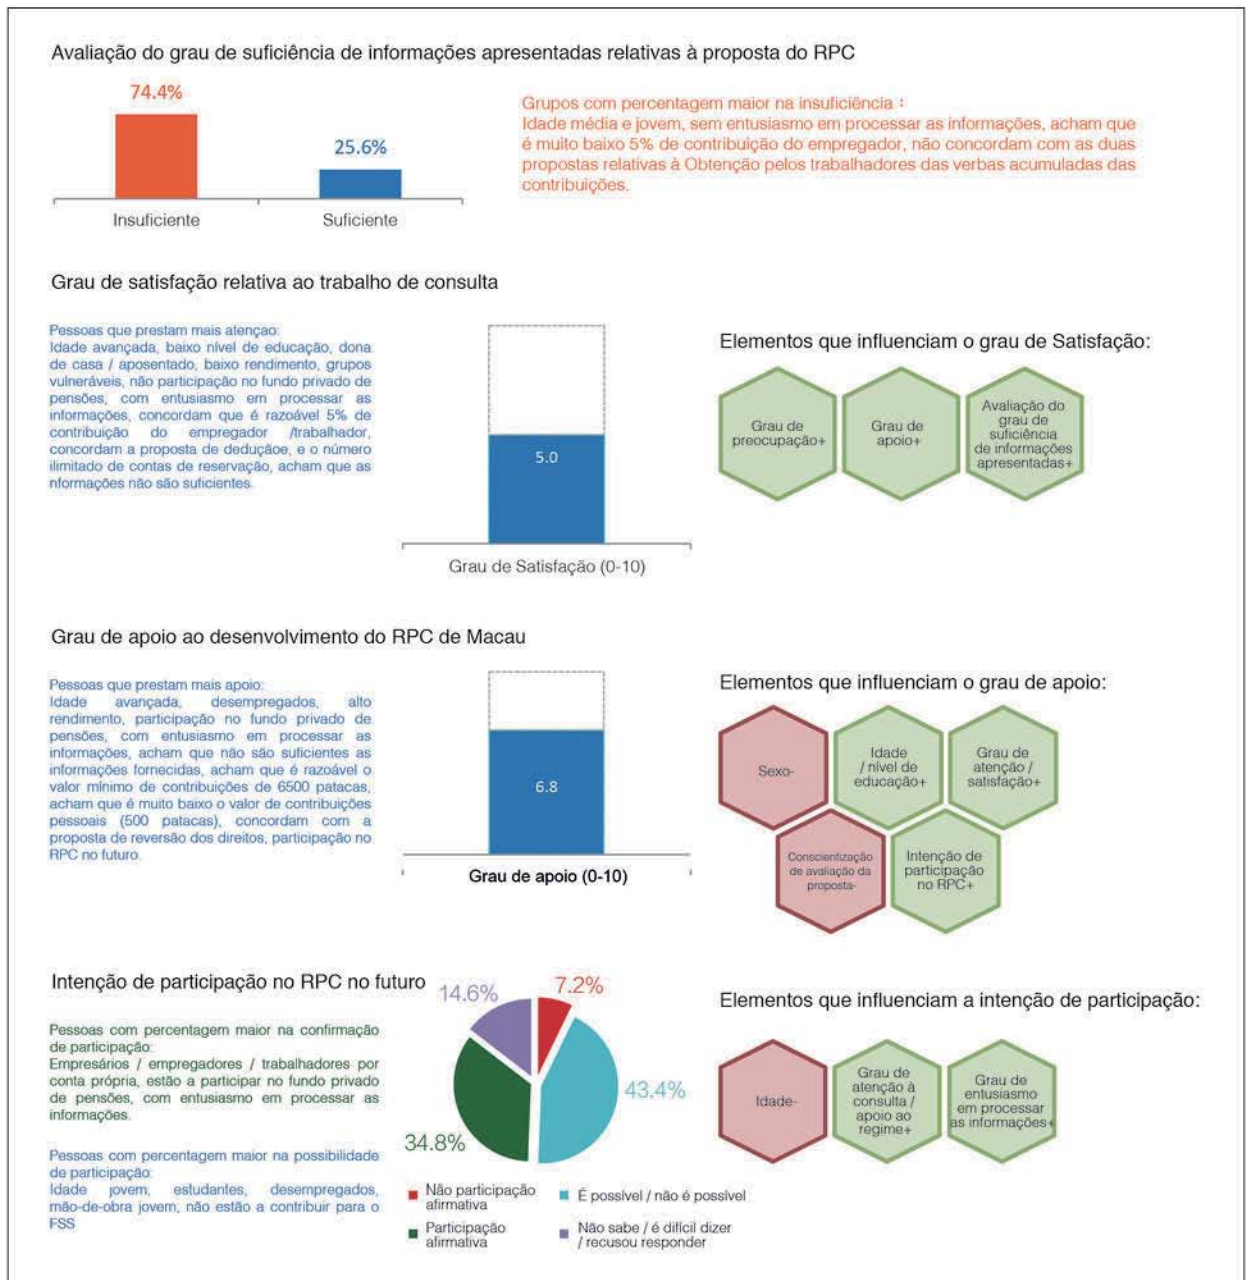 Avaliação do grau de suficiência de informações apresentadas relativas à proposta do RPC
74.4%
25.6%
Insuficiente
Suficiente
Grupos com percentagem maior na insuficiência：
Idade média e jovem, sem entusiasmo em processar as informações, acham que
é muito baixo 5% de contribuição do empregador, não concordam com as duas
propostas relativas à Obtenção pelos trabalhadores das verbas acumuladas das
contribuições.
Grau de satisfação relativa ao trabalho de consulta
Pessoas que prestam mais atençao:
Idade avançada, baixo nível de educação, dona
de casa / aposentado, baixo rendimento, grupos
vulneráveis, não participação no fundo privado de
pensões, com entusiasmo em processar as
informações, concordam que é razoável 5% de
contribuição do empregador /trabalhador,
concordam a proposta de deduçãoe, e o número
ilimitado de contas de reservação, acham que as
nformações não são suficientes.
5.0
Grau de Satisfação (0-10)
Elementos que influenciam o grau de Satisfação:
Grau de
preocupação+
Grau de
apoio+
Avaliação do
grau de
suficiência
de informações
apresentadas+
Grau de apoio ao desenvolvimento do RPC de Macau
Pessoas que prestam mais apoio:
Idade avançada, desempregados, alto
rendimento, participação no fundo privado de
pensões, com entusiasmo em processar as
informações, acham que não são suficientes as
informações fornecidas, acham que é razoável o
valor mínimo de contribuições de 6500 patacas,
acham que é muito baixo o valor de contribuições
pessoais (500 patacas), concordam com a
proposta de reversão dos direitos, participação no
RPC no futuro
6.8
Grau de apoio (0-10)
Elementos que influenciam o grau de apoio:
Sexo-
Idade
/ nível de
educação+
Grau de
atenção /
satisfação+
Conscientização
de avaliação da
proposta-
Intenção de
participação
no RPC+
Intenção de participação no RPC no futuro
Pessoas com percentagem maior na confirmação
de participação:
Empresários / empregadores / trabalhadores por
conta própria, estão a participar no fundo privado
de pensões, com entusiasmo em processar as
informações.
Pessoas com percentagem maior na possibilidade
de participação:
Idade jovem, estudantes, desempregados,
mão-de-obra jovem, não estão a contribuir para o
FSS
14.6%
7.2%
43.4%
34.8%
Não participação
afirmativa
É possível / não é possível
Participação
afirmativa
Não sabe / é difícil dizer
/ recusou responder
Elementos que influenciam a intenção de participação:
Idade-
Grau de
atenção à
consulta /
apoio ao
regime+
Grau de
entusiasmo
em processar
as informações+